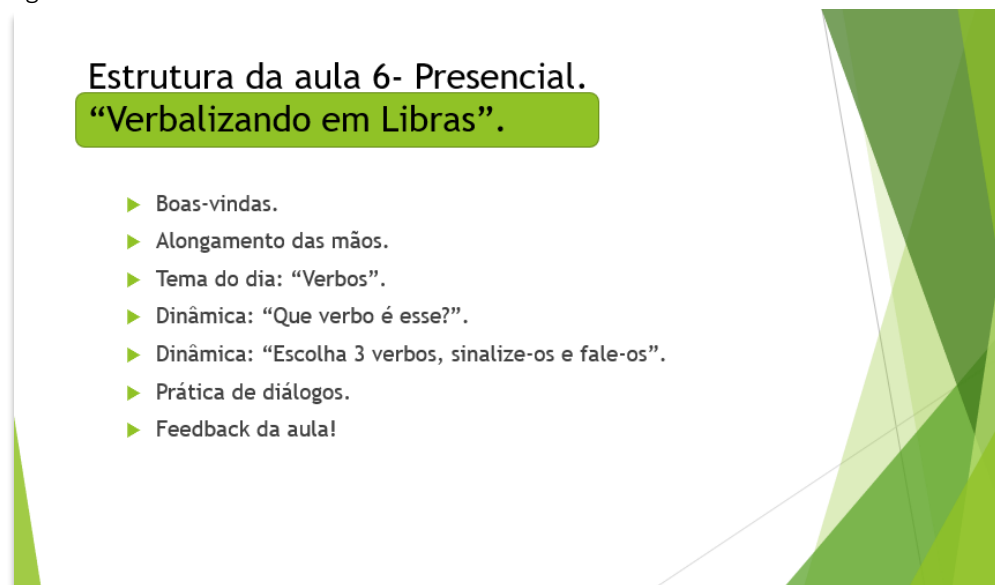 Estrutura da aula 6- Presencial.
“Verbalizando em Libras”.
Boas-vindas.
Alongamento das mãos.
Tema do dia: “Verbos”.
Dinâmica: “Que verbo é esse?”.
Dinâmica: “Escolha 3 verbos, sinalize-os e fale-os”.
Prática de diálogos.
Feedback da aula!